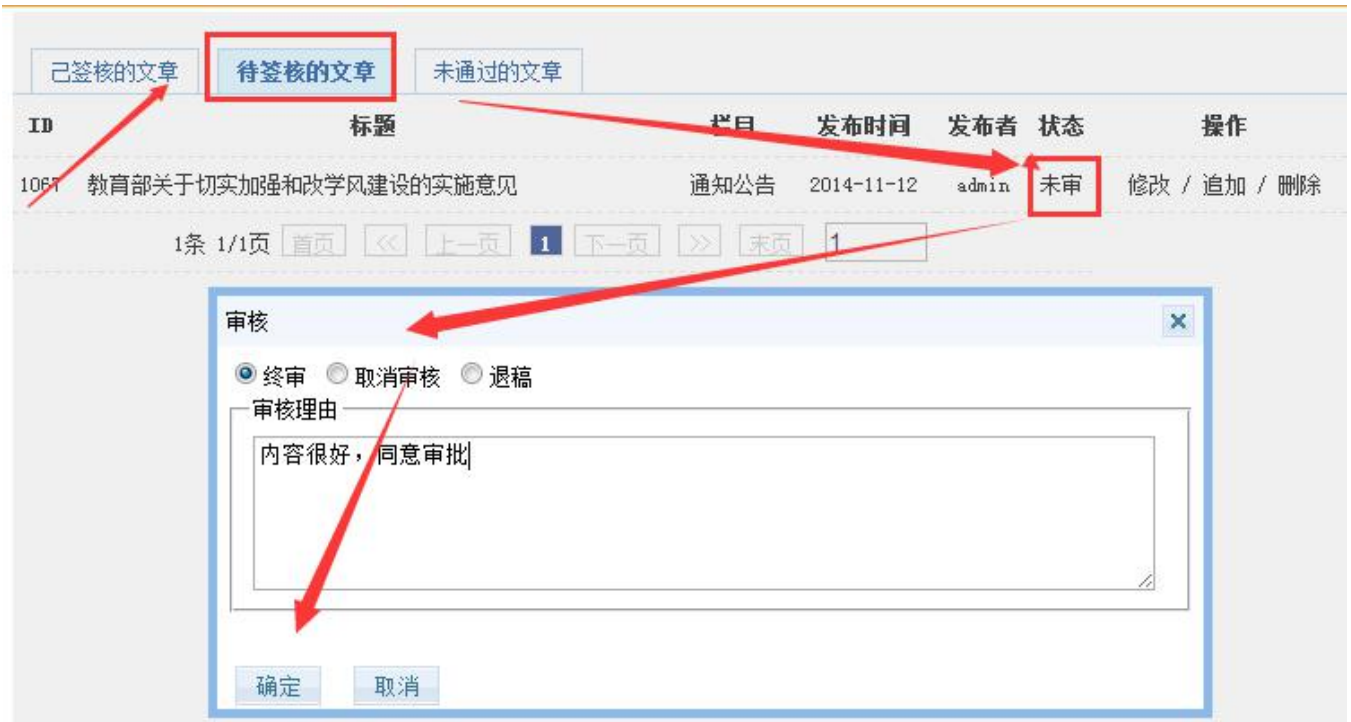 己签核的文章 待签核的文章 未通过的文章
ID 标题 栏目 发布时间 发布者 状态 操作
1067 教育部关于切实加强和改学风建设的实施意见 通知公告 2014-11-12 admin 未审 修改 / 追加 / 删除
1条 1/1页 首页 << 上一页 1 下一页 >> 末页 1
审核
终审 取消审核 退稿
审核理由
内容很好，同意审批
确定 取消